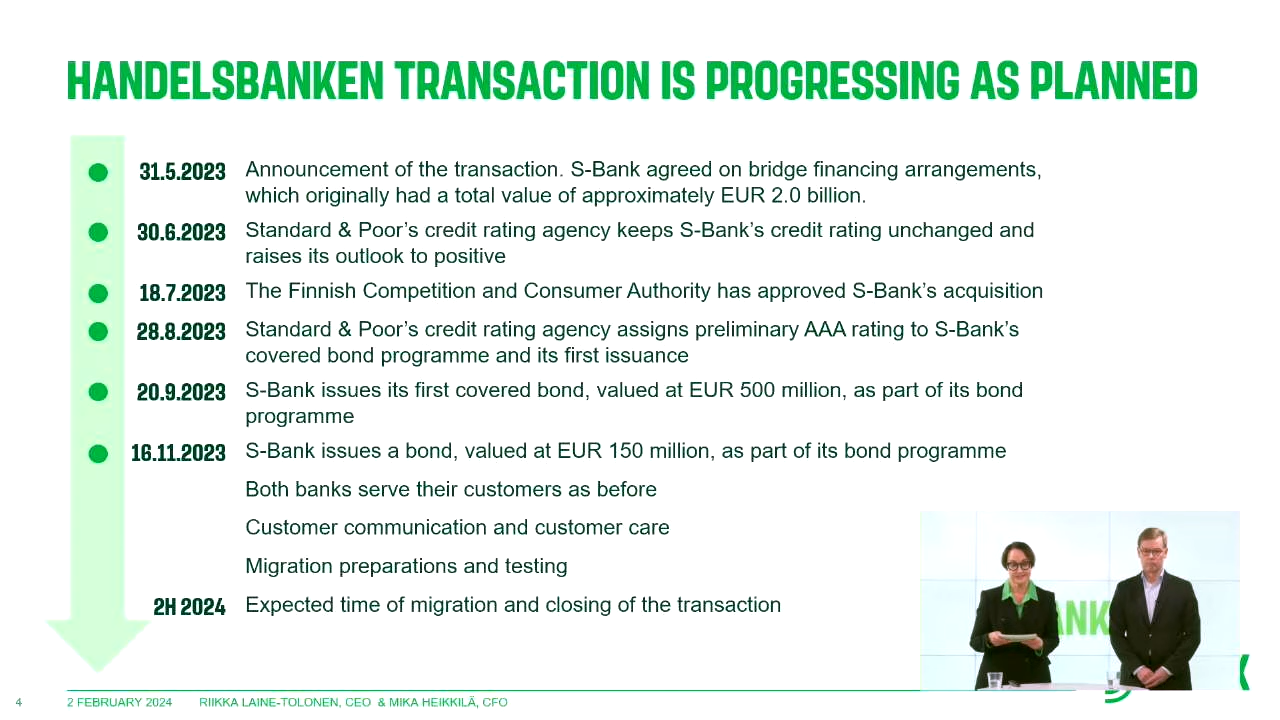 HANDELSBANKEN TRANSACTION IS PROGRESSING AS PLANNED
31.5.2023 Announcement of the transaction. S-Bank agreed on bridge financing arrangements,
which originally had a total value of approximately EUR 2.0 billion.
30.6.2023 Standard & Poor’s credit rating agency keeps S-Bank’s credit rating unchanged and
raises its outlook to positive
18.7.2023 The Finnish Competition and Consumer Authority has approved S-Bank’s acquisition
28.8.2023 Standard & Poor’s credit rating agency assigns preliminary AAA rating to S-Bank’s
covered bond programme and its first issuance
20.9.2023 S-Bank issues its first covered bond, valued at EUR 500 million, as part of its bond
programme
16.11.2023 S-Bank issues a bond, valued at EUR 150 million, as part of its bond programme
Both banks serve their customers as before
Customer communication and customer care
Migration preparations and testing
2H 2024 Expected time of migration and closing of the transaction
4 2 FEBRUARY 2024 RIIKKA LAINE-TOLONEN, CEO & MIKA HEIKKILÄ, CFO